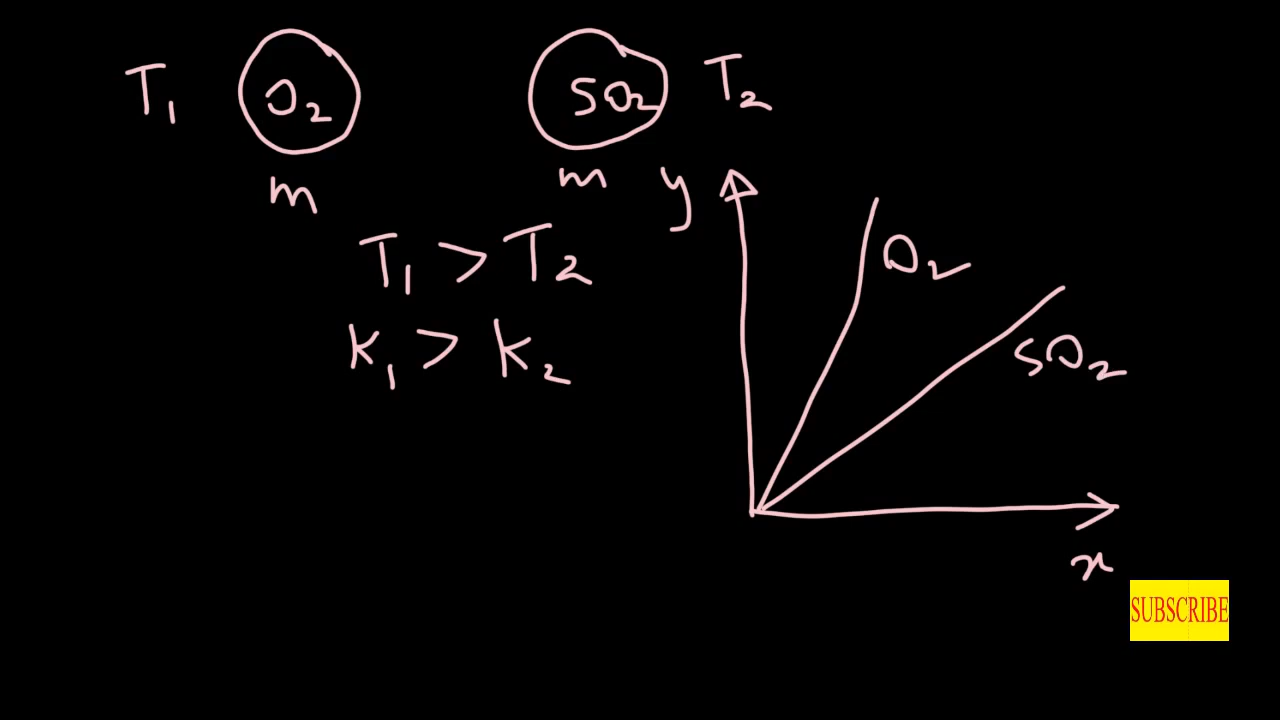 T₁ O₂ SO₂ T₂
m m
y
T₁ > T₂
O₂
K₁ > K₂
SO₂
x
SUBSCRIBE